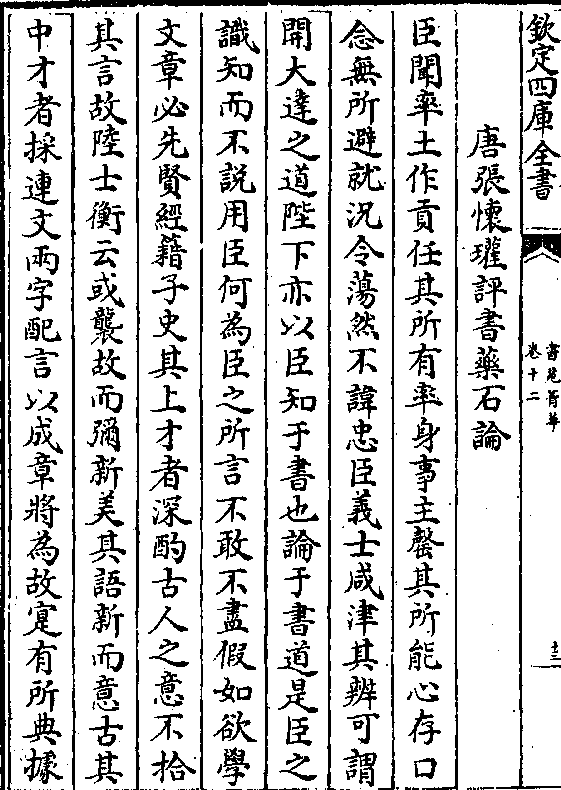 欽定四庫全書
書苑菁華
卷十二
十三
唐張懷瓘評書藥石論
臣聞率土作貢任其所有率身事主罄其所能心存口
念無所避就況令蕩然不諱忠臣義士咸津其辨可謂
開大達之道陛下亦以臣知于書也論于書道是臣之
識知而不說用臣何為臣之所言不敢不盡假如欲學
文章必先賢經籍子史其上才者深酌古人之意不拾
其言故陸士衡云或襲故而彌新美其語新而意古其
中才者採連文兩字配言以成章將為故寔有所典據